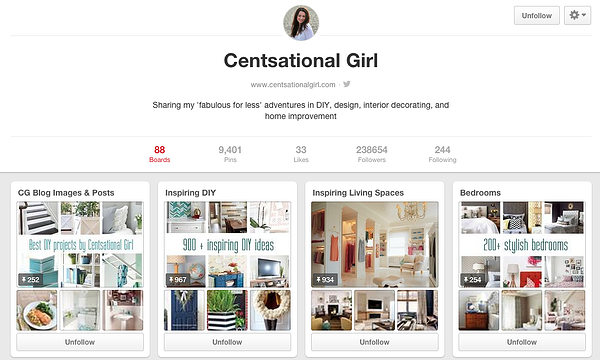 Unfollow
Centsational Girl
www.centsationalgirl.com
Sharing my 'fabulous for less' adventures in DIY, design, interior decorating, and
home improvement
88 9,401 33 238654 244
Boards Pins Likes Followers Following
CG Blog Images & Posts
Best DIY projects by Centsational Girl
252
Unfollow
Inspiring DIY
900 + inspiring DIY ideas
967
Unfollow
Inspiring Living Spaces
934
Unfollow
Bedrooms
200+ stylish bedrooms
254
Unfollow